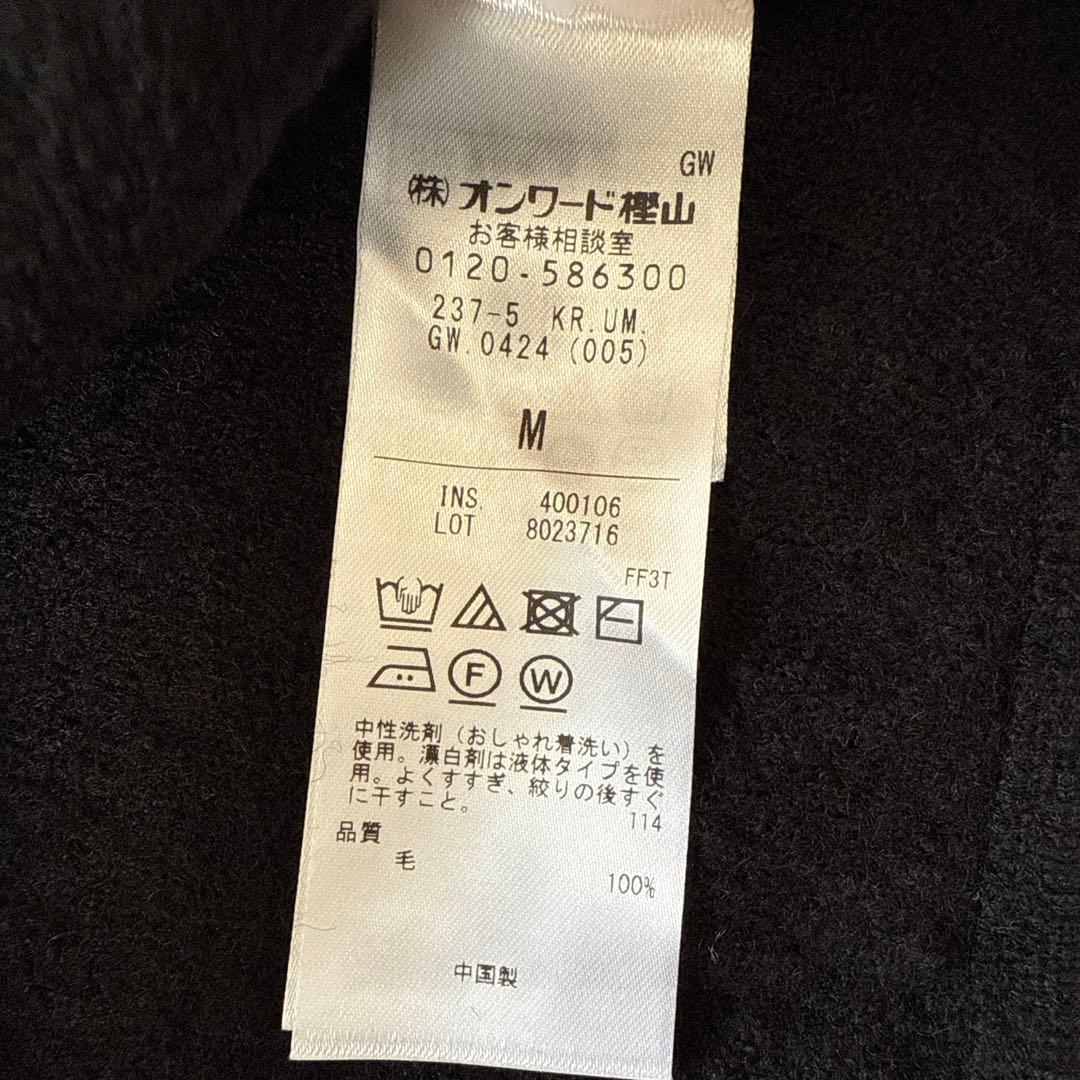 GW
(株)オンワード樫山
お客様相談室
0120-586300
237-5 KR.UM.
GW.0424(005)
M
INS. 400106
LOT 8023716
FF3T
F W
中性洗剤(おしゃれ着洗い)を
使用。漂白剤は液体タイプを使
用。よくすすぎ、絞りの後すぐ
に干すこと。
114
品質
毛
100%
中国製